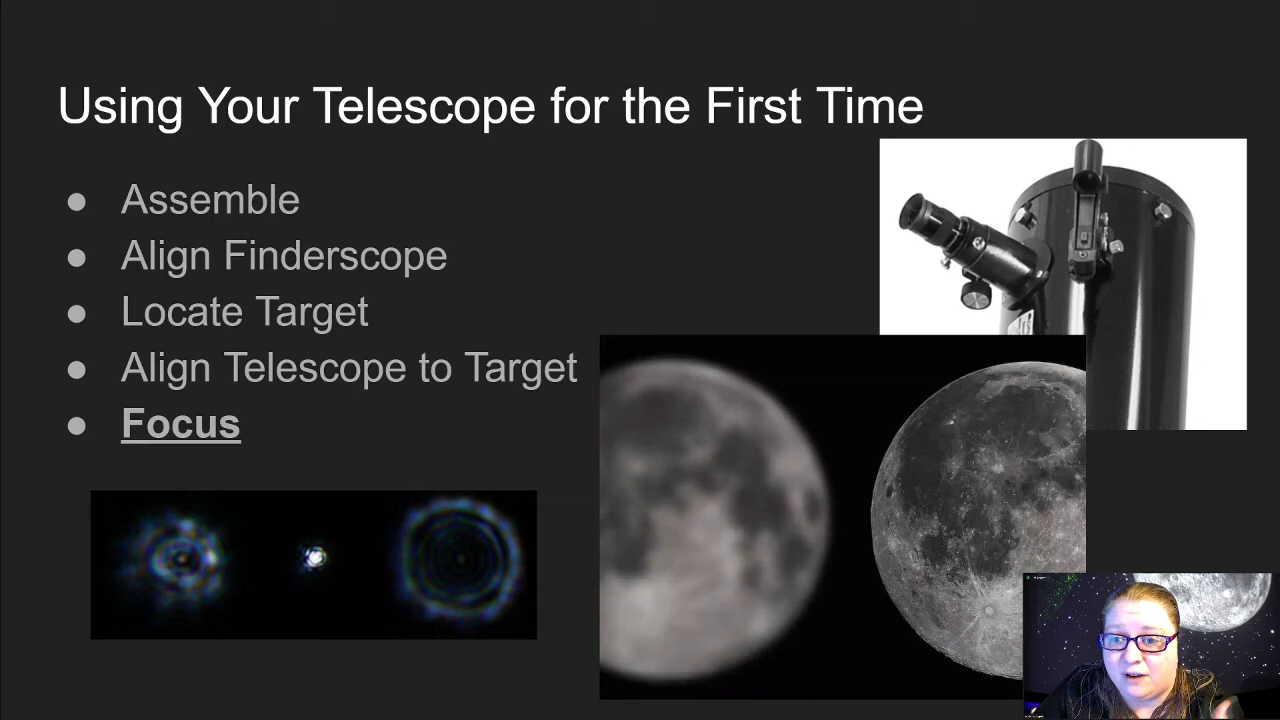 Using Your Telescope for the First Time
● Assemble
● Align Finderscope
● Locate Target
● Align Telescope to Target
● Focus